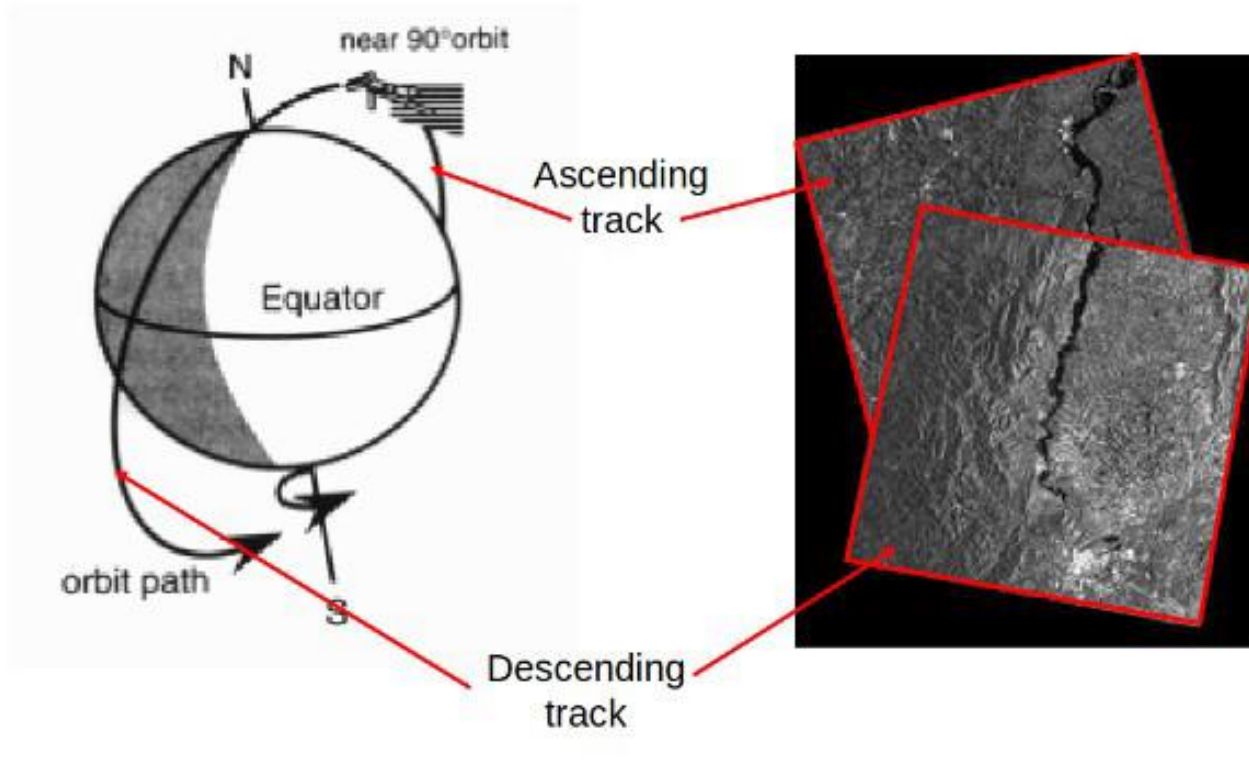 near 90°orbit
N
Ascending
track
Equator
orbit path
S
Descending
track